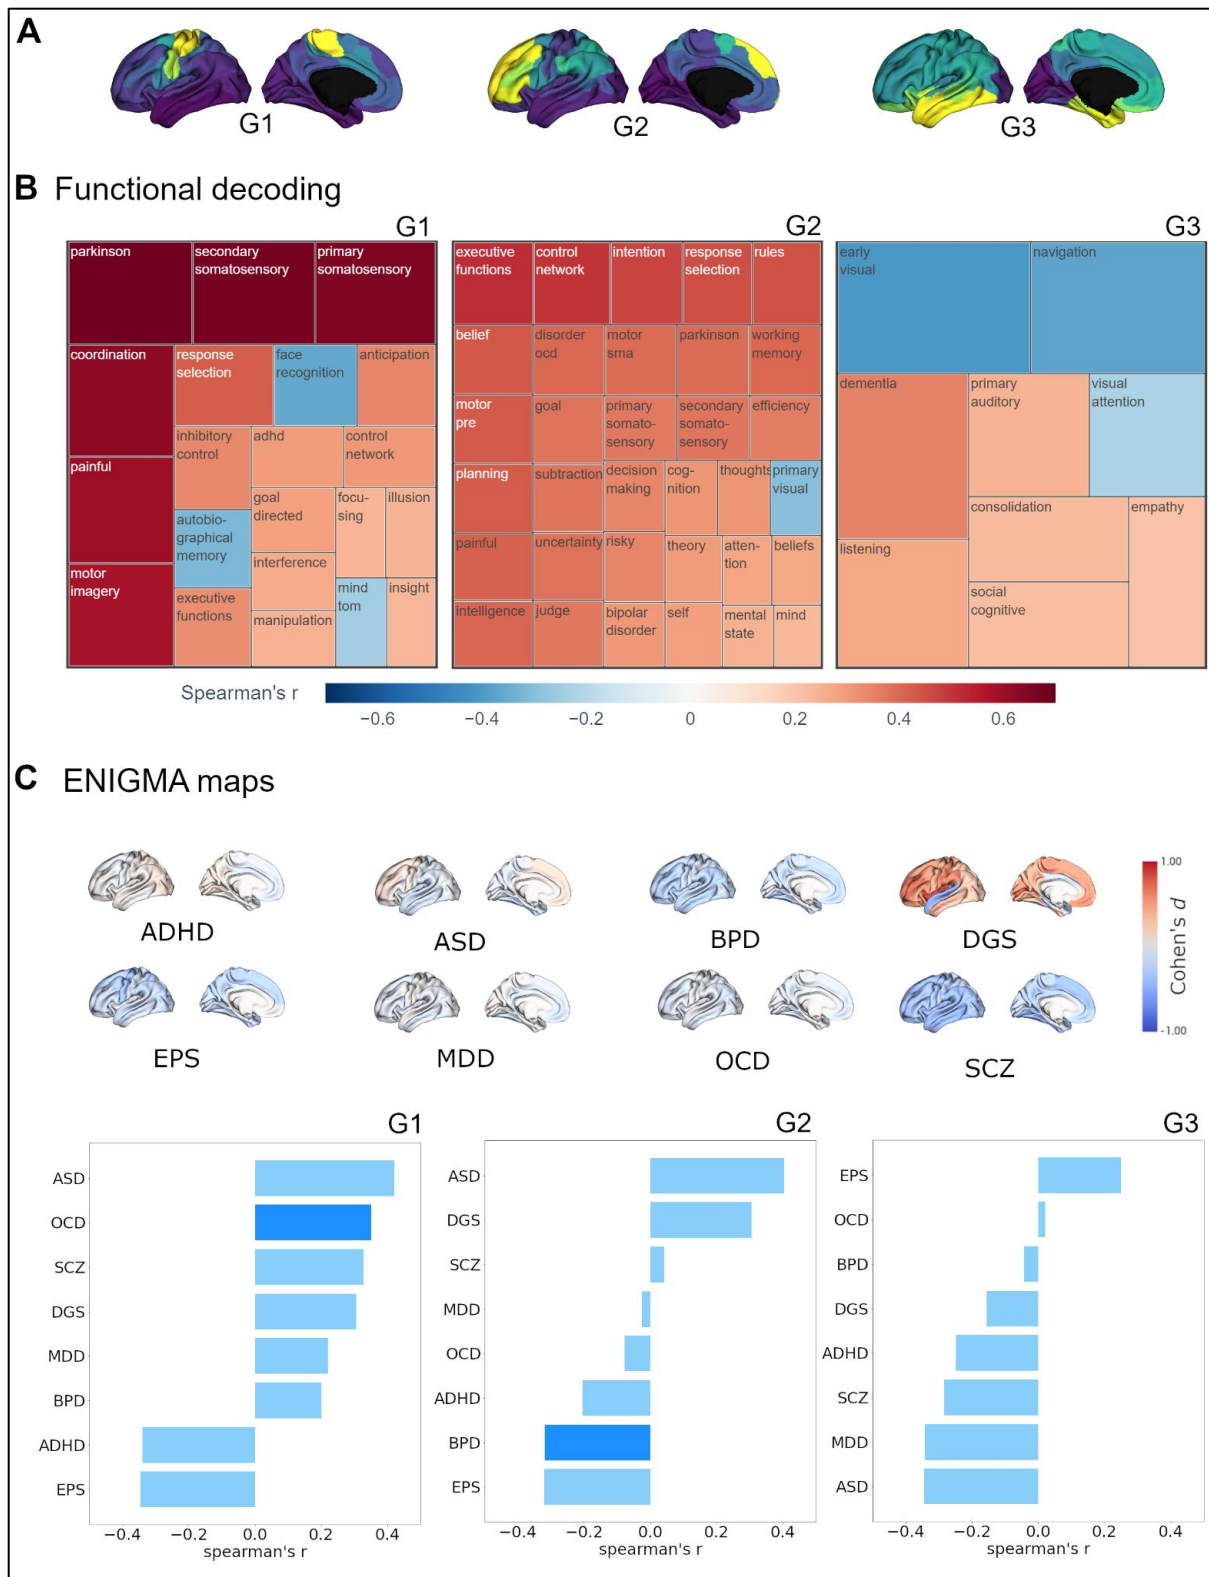 A
G1
G2
G3
B Functional decoding
G1
parkinson
secondary
somatosensory
primary
somatosensory
coordination
response
selection
face
recognition
anticipation
inhibitory
control
adhd
control
network
painful
goal
directed
focu-
sing
illusion
autobio-
graphical
memory
interference
motor
imagery
executive
functions
manipulation
mind
tom
insight
G2
executive
functions
control
network
intention
response
selection
rules
belief
disorder
ocd
motor
sma
parkinson
working
memory
motor
pre
goal
primary
somato-
sensory
secondary
somato-
sensory
efficiency
planning
subtraction
decision
making
cog-
nition
thoughts
primary
visual
painful
uncertainty
risky
theory
atten-
tion
beliefs
intelligence
judge
bipolar
disorder
self
mental
state
mind
G3
early
visual
navigation
dementia
primary
auditory
visual
attention
consolidation
empathy
listening
social
cognitive
Spearman's r
−0.6 −0.4 −0.2 0 0.2 0.4 0.6
C ENIGMA maps
ADHD
ASD
BPD
DGS
EPS
MDD
OCD
SCZ
1.00
Cohen's d
-1.00
G1
ASD
OCD
SCZ
DGS
MDD
BPD
ADHD
EPS
−0.4 −0.2 0.0 0.2 0.4
spearman's r
G2
ASD
DGS
SCZ
MDD
OCD
ADHD
BPD
EPS
−0.4 −0.2 0.0 0.2 0.4
spearman's r
G3
EPS
OCD
BPD
DGS
ADHD
SCZ
MDD
ASD
−0.4 −0.2 0.0 0.2 0.4
spearman's r